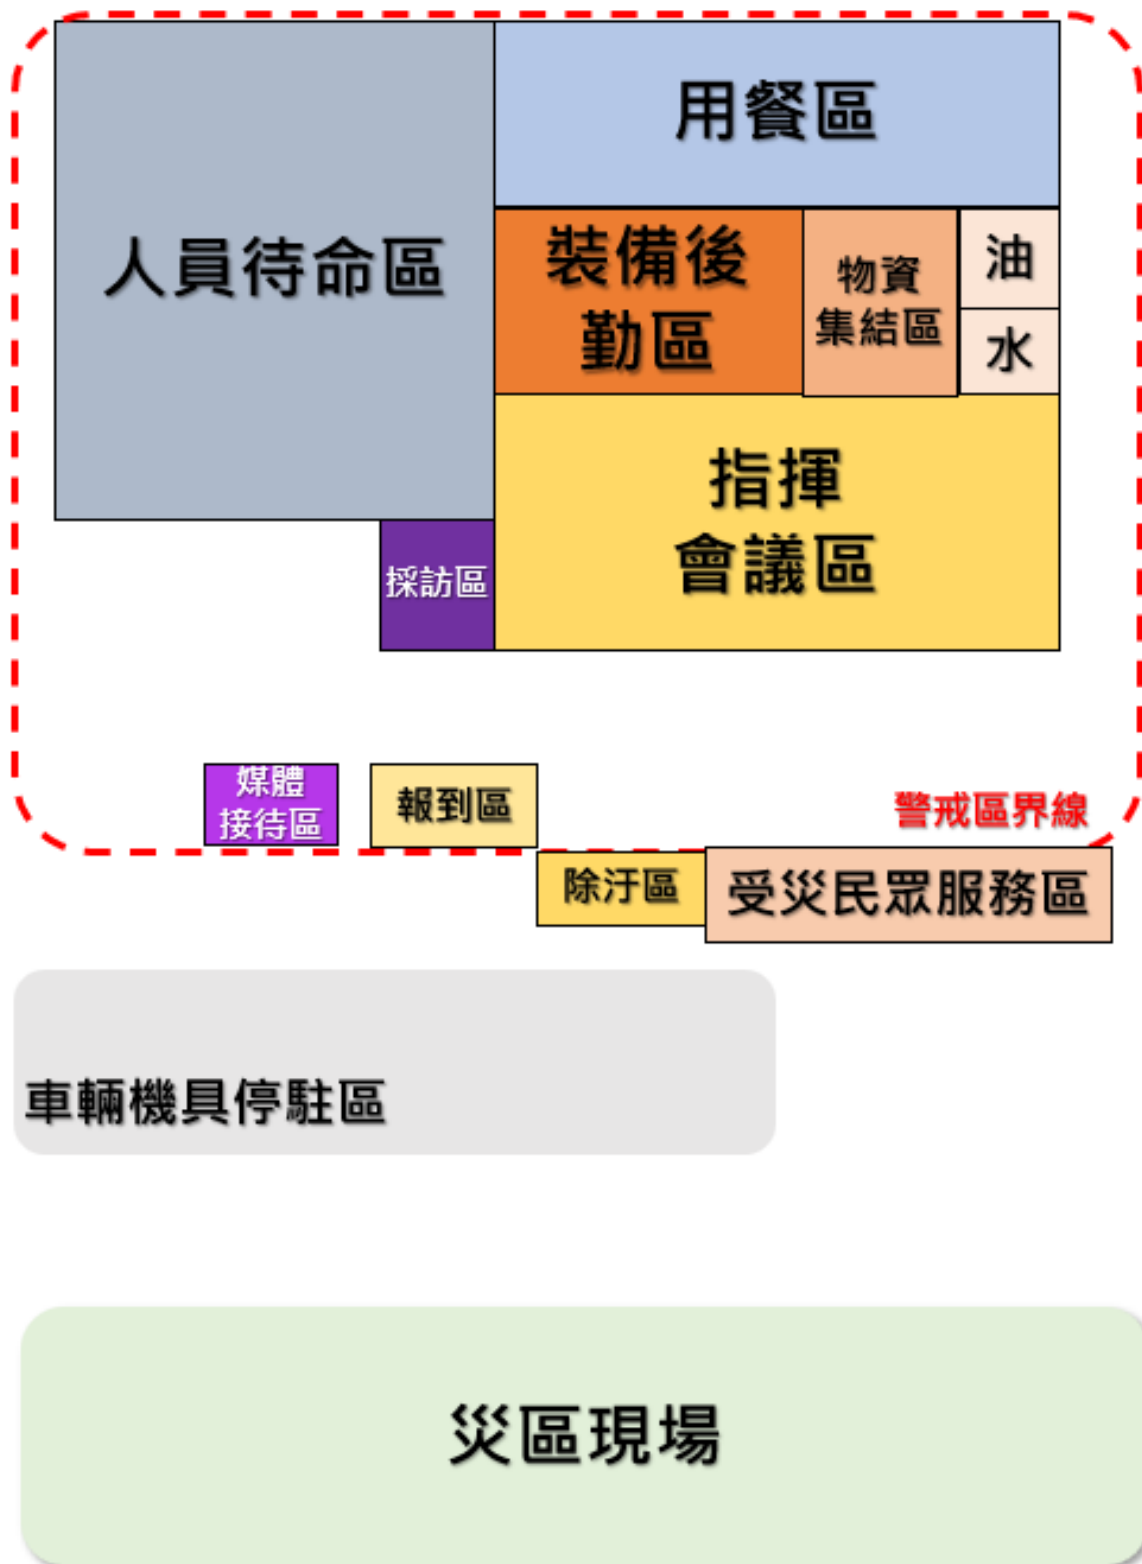 用餐區
人員待命區
裝備後
勤區
物資
集結區
油
水
指揮
會議區
採訪區
媒體
接待區
報到區
警戒區界線
除汙區
受災民眾服務區
車輛機具停駐區
災區現場